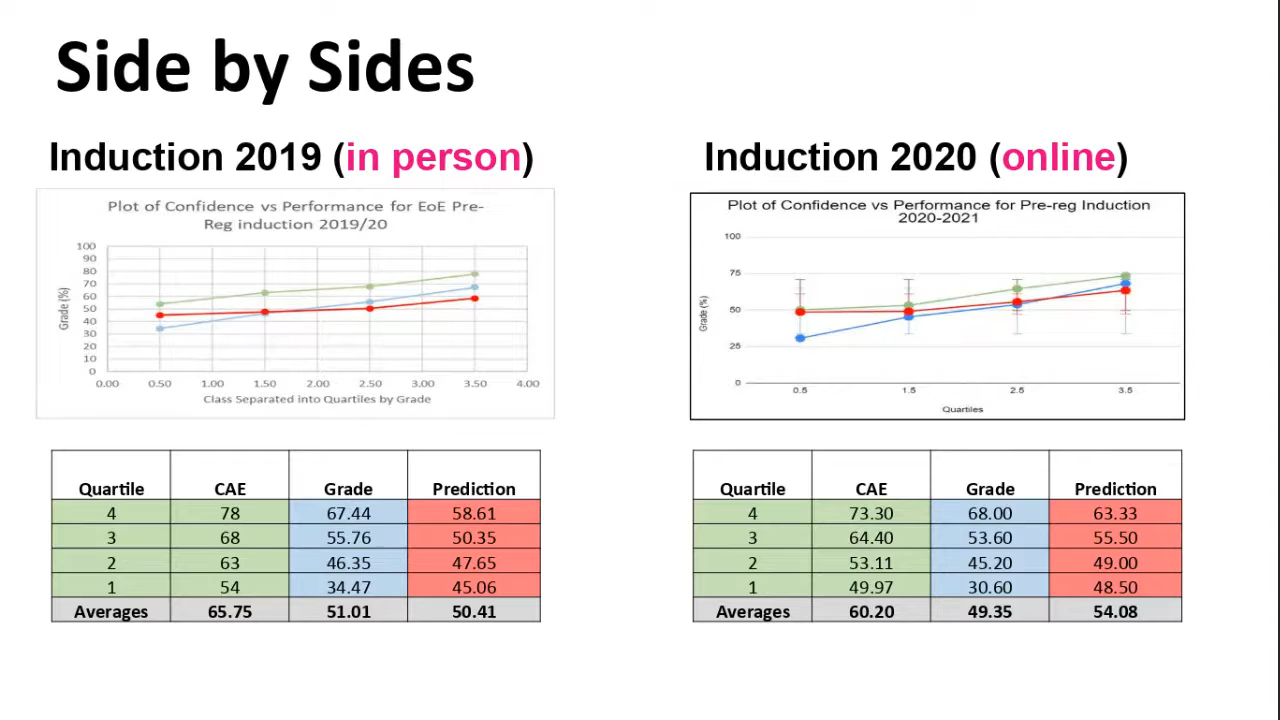 Side by Sides
Induction 2019 (in person)
Plot of Confidence vs Performance for EoE Pre-
Reg induction 2019/20
100
90
80
70
60
50
40
30
20
10
0
Grade (%)
0.00 0.50 1.00 1.50 2.00 2.50 3.00 3.50 4.00
Class Separated into Quartiles by Grade
Quartile CAE Grade Prediction
4 78 67.44 58.61
3 68 55.76 50.35
2 63 46.35 47.65
1 54 34.47 45.06
Averages 65.75 51.01 50.41
Induction 2020 (online)
Plot of Confidence vs Performance for Pre-reg Induction
2020-2021
100
75
50
25
0
Grade (%)
0.5 1.5 2.5 3.5
Quartiles
Quartile CAE Grade Prediction
4 73.30 68.00 63.33
3 64.40 53.60 55.50
2 53.11 45.20 49.00
1 49.97 30.60 48.50
Averages 60.20 49.35 54.08